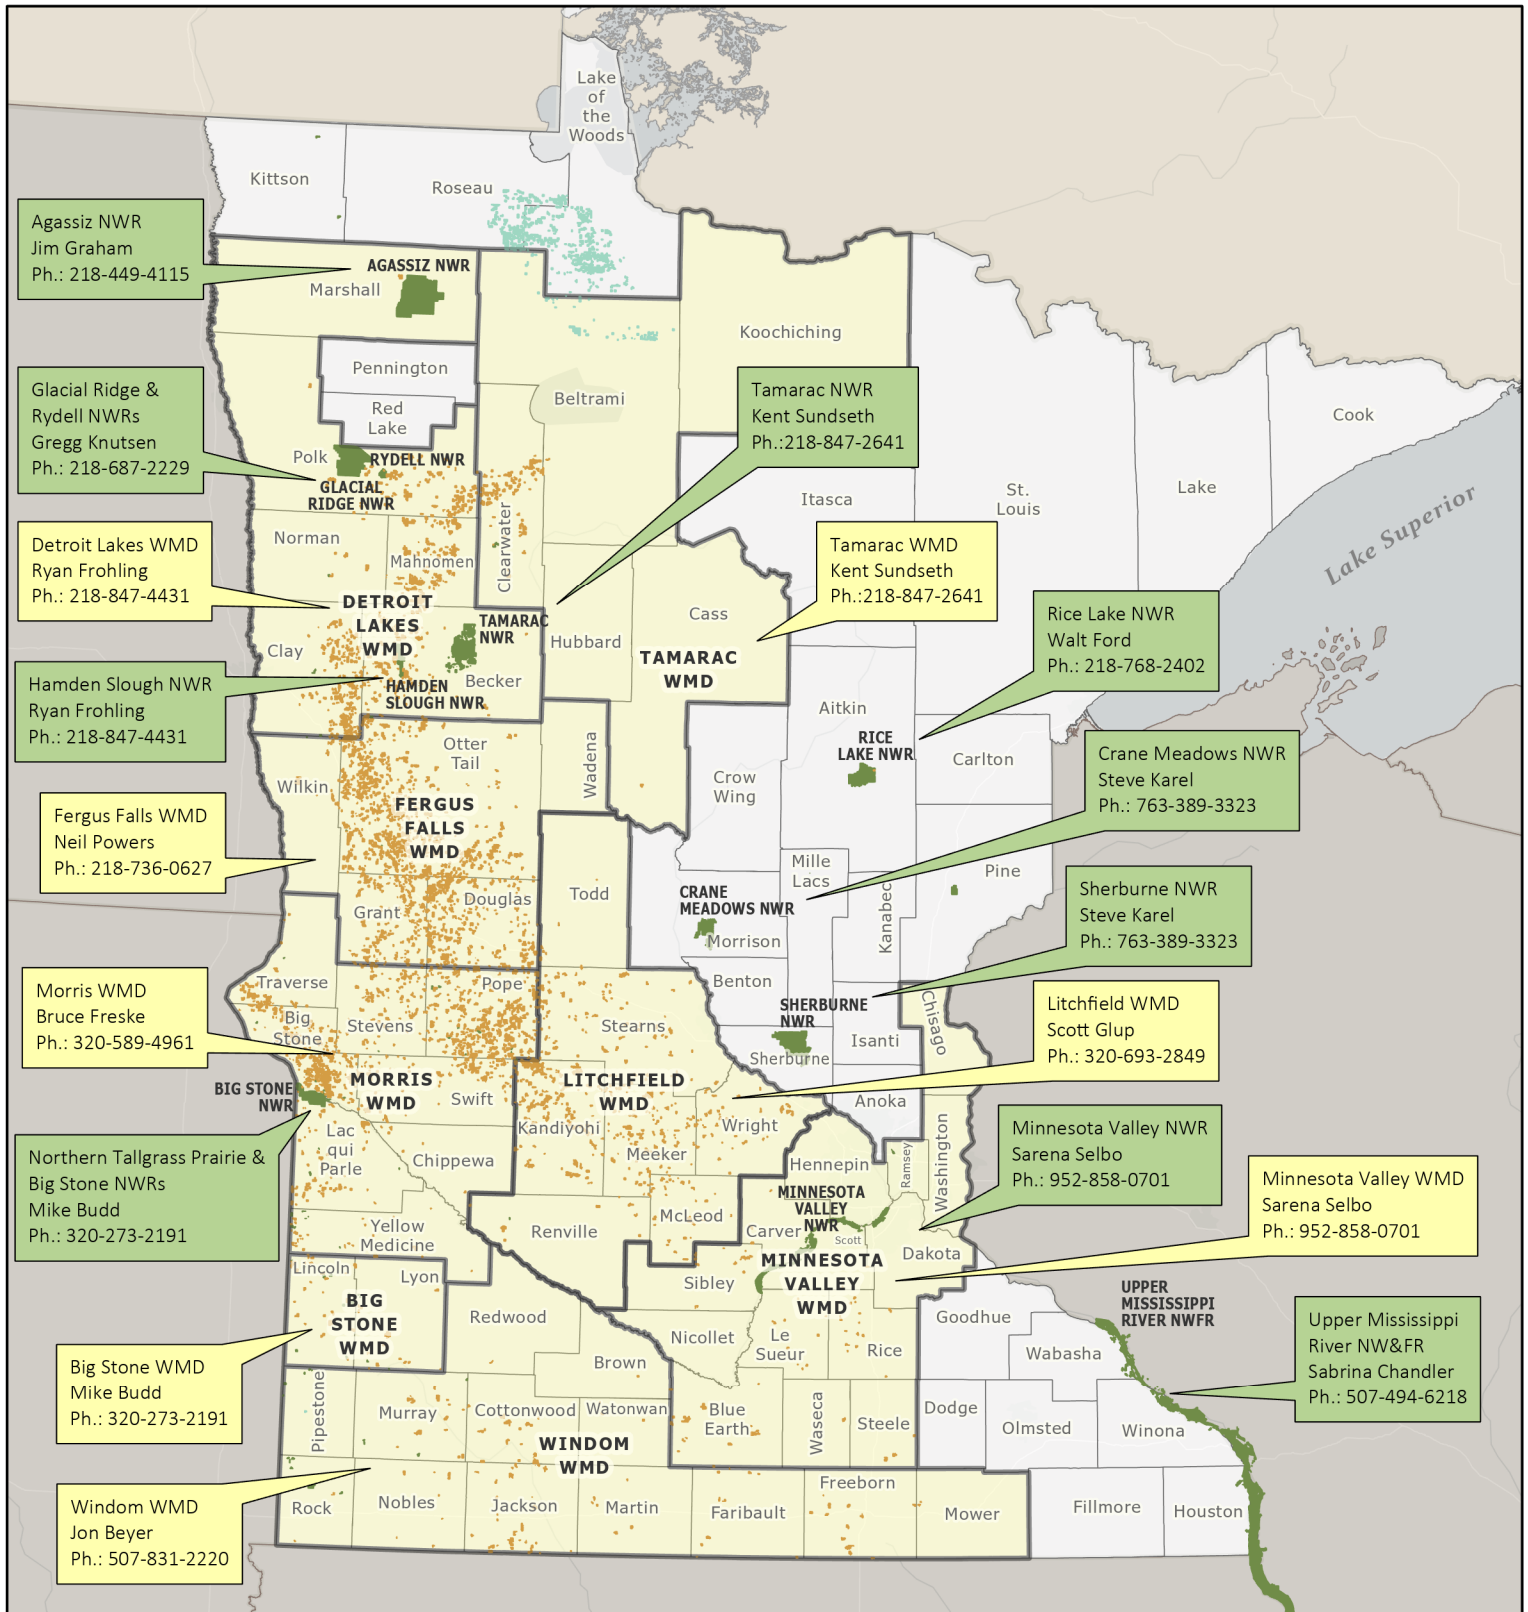 Lake
of
the
Woods
Kittson
Roseau
Agassiz NWR
Jim Graham
Ph.: 218-449-4115
AGASSIZ NWR
Marshall
Koochiching
Pennington
Red
Lake
Beltrami
Glacial Ridge &
Rydell NWRs
Gregg Knutsen
Ph.: 218-687-2229
Tamarac NWR
Kent Sundseth
Ph.:218-847-2641
Cook
Lake
St.
Louis
Itasca
Lake Superior
Polk
RYDELL NWR
GLACIAL
RIDGE NWR
Norman
Mahnomen
Clearwater
Detroit Lakes WMD
Ryan Frohling
Ph.: 218-847-4431
Tamarac WMD
Kent Sundseth
Ph.:218-847-2641
DETROIT
LAKES
WMD
TAMARAC
NWR
Hubbard
Cass
TAMARAC
WMD
Rice Lake NWR
Walt Ford
Ph.: 218-768-2402
Clay
Becker
Hamden Slough NWR
Ryan Frohling
Ph.: 218-847-4431
HAMDEN
SLOUGH NWR
Aitkin
RICE
LAKE NWR
Carlton
Crane Meadows NWR
Steve Karel
Ph.: 763-389-3323
Wilkin
Otter
Tail
Wadena
Crow
Wing
FERGUS
FALLS
WMD
Fergus Falls WMD
Neil Powers
Ph.: 218-736-0627
Mille
Lacs
Pine
Kanabec
Grant
Douglas
Todd
CRANE
MEADOWS NWR
Morrison
Sherburne NWR
Steve Karel
Ph.: 763-389-3323
Traverse
Pope
Benton
Morris WMD
Bruce Freske
Ph.: 320-589-4961
Big
Stone
Stevens
Stearns
SHERBURNE
NWR
Sherburne
Isanti
Chisago
Litchfield WMD
Scott Glup
Ph.: 320-693-2849
BIG STONE
NWR
MORRIS
WMD
Swift
LITCHFIELD
WMD
Anoka
Kandiyohi
Wright
Meeker
Lac
qui
Parle
Chippewa
Hennepin
Ramsey
Washington
Minnesota Valley NWR
Sarena Selbo
Ph.: 952-858-0701
Northern Tallgrass Prairie &
Big Stone NWRs
Mike Budd
Ph.: 320-273-2191
MINNESOTA
VALLEY
NWR
Minnesota Valley WMD
Sarena Selbo
Ph.: 952-858-0701
Yellow
Medicine
Renville
McLeod
Carver
Scott
Dakota
Lincoln
Lyon
Sibley
MINNESOTA
VALLEY
WMD
UPPER
MISSISSIPPI
RIVER NWFR
BIG
STONE
WMD
Redwood
Nicollet
Le
Sueur
Rice
Goodhue
Wabasha
Upper Mississippi
River NW&FR
Sabrina Chandler
Ph.: 507-494-6218
Big Stone WMD
Mike Budd
Ph.: 320-273-2191
Brown
Pipestone
Murray
Cottonwood
Watonwan
Blue
Earth
Waseca
Steele
Dodge
Olmsted
Winona
WINDOM
WMD
Windom WMD
Jon Beyer
Ph.: 507-831-2220
Rock
Nobles
Jackson
Martin
Faribault
Freeborn
Mower
Fillmore
Houston